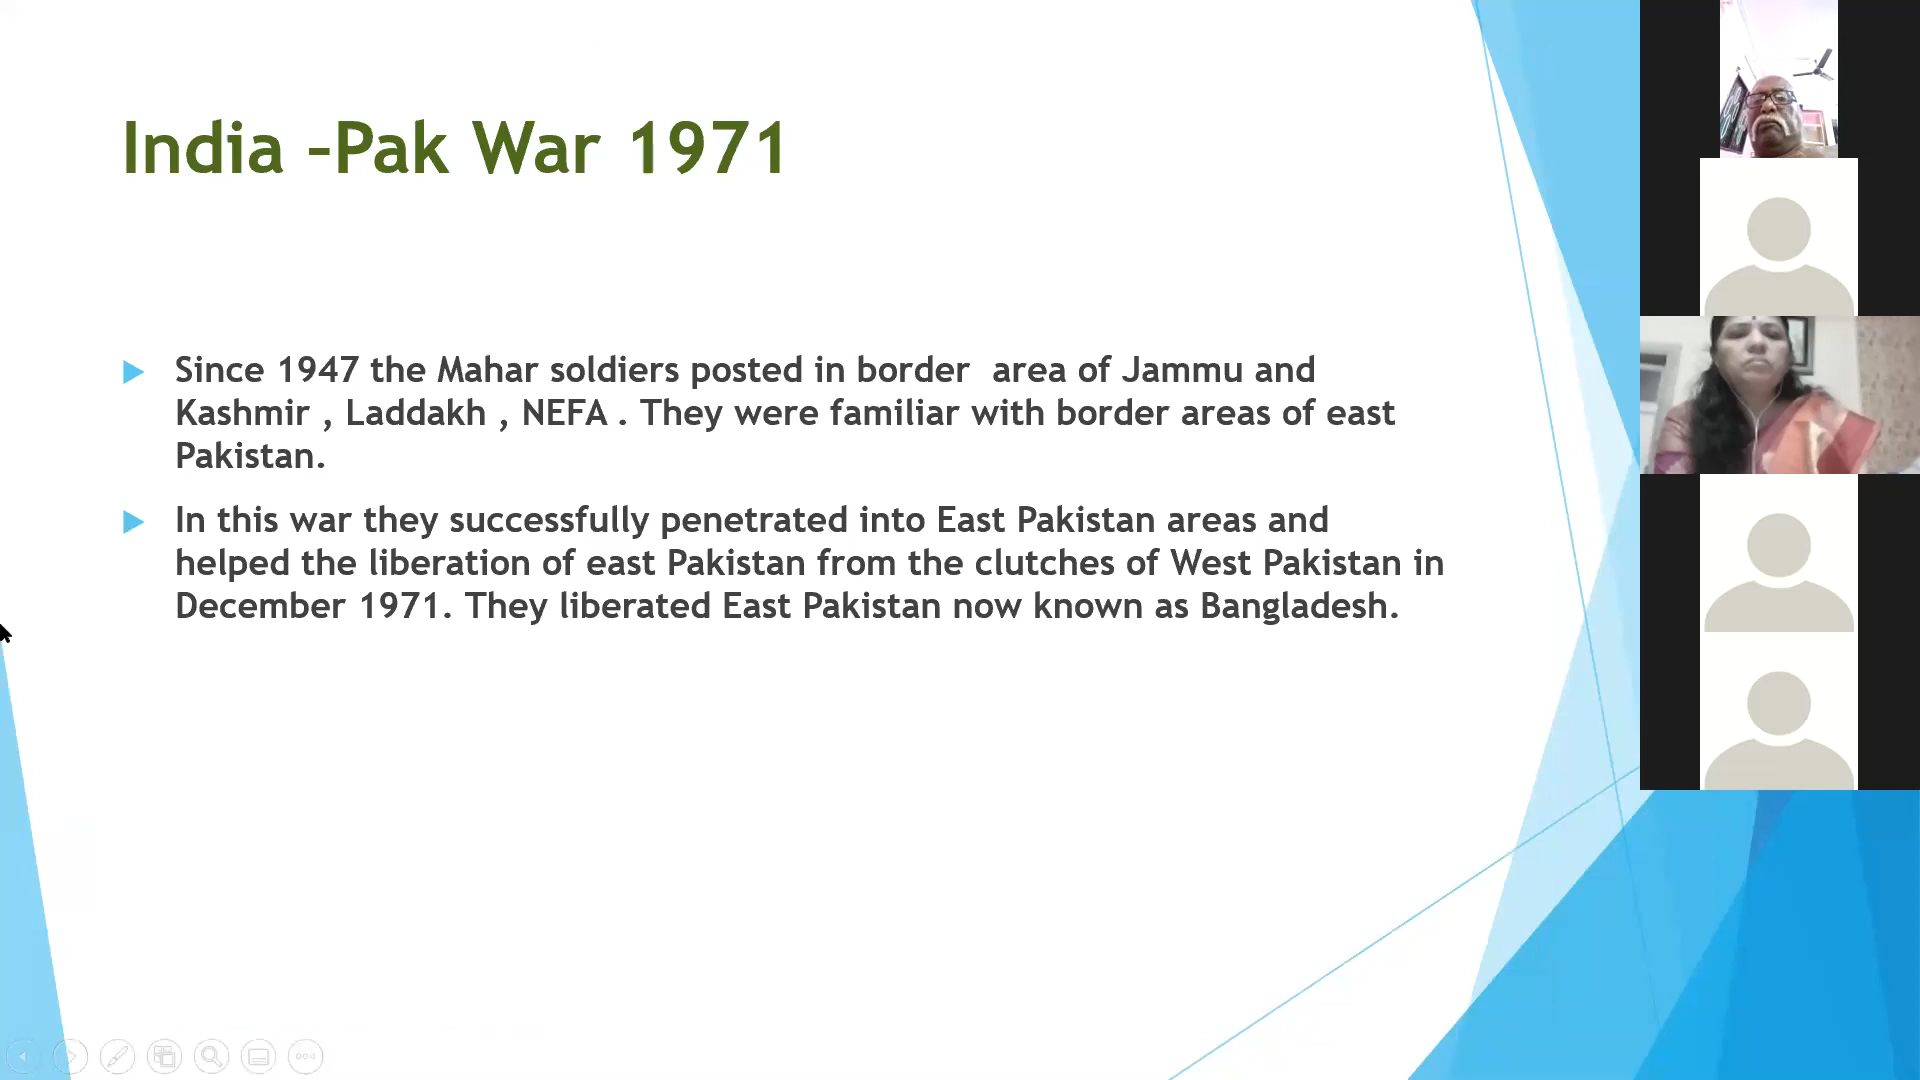 India –Pak War 1971
Since 1947 the Mahar soldiers posted in border  area of Jammu and
Kashmir , Laddakh , NEFA . They were familiar with border areas of east
Pakistan.
In this war they successfully penetrated into East Pakistan areas and
helped the liberation of east Pakistan from the clutches of West Pakistan in
December 1971. They liberated East Pakistan now known as Bangladesh.